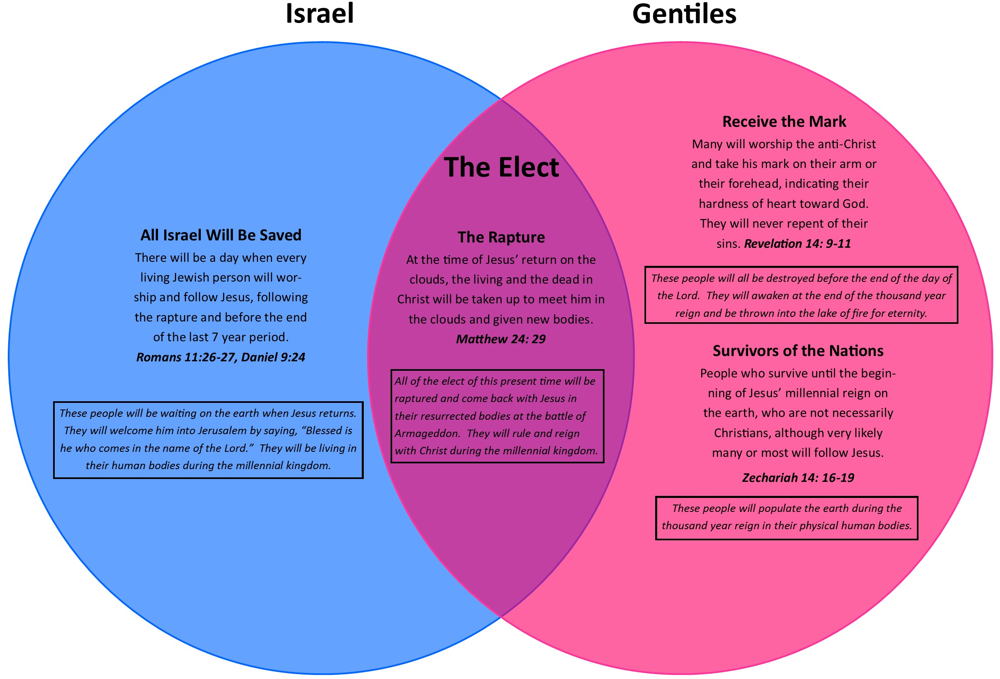 Israel
Gentiles
The Elect
All Israel Will Be Saved
There will be a day when every
living Jewish person will wor-
ship and follow Jesus, following
the rapture and before the end
of the last 7 year period.
Romans 11:26-27, Daniel 9:24
These people will be waiting on the earth when Jesus returns.
They will welcome him into Jerusalem by saying, “Blessed is
he who comes in the name of the Lord.”  They will be living in
their human bodies during the millennial kingdom.
The Rapture
At the time of Jesus’ return on the
clouds, the living and the dead in
Christ will be taken up to meet him in
the clouds and given new bodies.
Matthew 24: 29
All of the elect of this present time will be
raptured and come back with Jesus in
their resurrected bodies at the battle of
Armageddon.  They will rule and reign
with Christ during the millennial kingdom.
Receive the Mark
Many will worship the anti-Christ
and take his mark on their arm or
their forehead, indicating their
hardness of heart toward God.
They will never repent of their
sins. Revelation 14: 9-11
These people will all be destroyed before the end of the day of
the Lord.  They will awaken at the end of the thousand year
reign and be thrown into the lake of fire for eternity.
Survivors of the Nations
People who survive until the begin-
ning of Jesus’ millennial reign on
the earth, who are not necessarily
Christians, although very likely
many or most will follow Jesus.
Zechariah 14: 16-19
These people will populate the earth during the
thousand year reign in their physical human bodies.